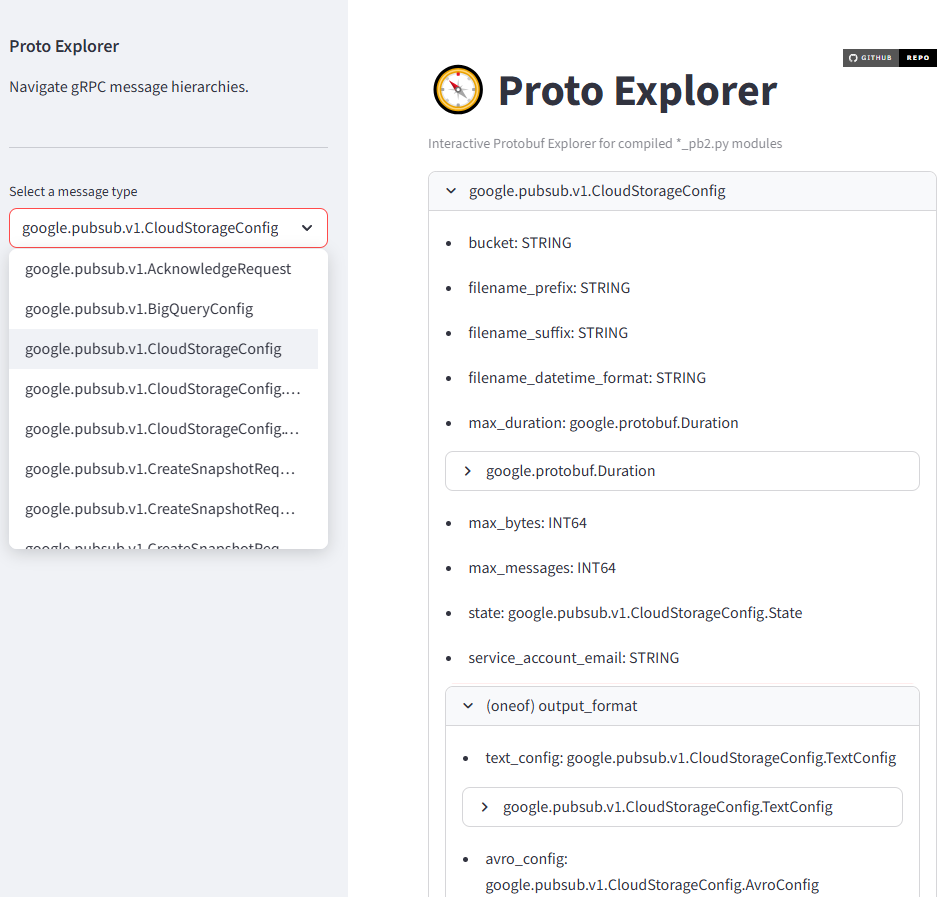 Proto Explorer
Navigate gRPC message hierarchies.
Select a message type
google.pubsub.v1.CloudStorageConfig
google.pubsub.v1.AcknowledgeRequest
google.pubsub.v1.BigQueryConfig
google.pubsub.v1.CloudStorageConfig
google.pubsub.v1.CloudStorageConfig.…
google.pubsub.v1.CloudStorageConfig.…
google.pubsub.v1.CreateSnapshotReq…
google.pubsub.v1.CreateSnapshotReq…
google.pubsub.v1.CreateSnapshotReq
GITHUB REPO
Proto Explorer
Interactive Protobuf Explorer for compiled *_pb2.py modules
google.pubsub.v1.CloudStorageConfig
• bucket: STRING
• filename_prefix: STRING
• filename_suffix: STRING
• filename_datetime_format: STRING
• max_duration: google.protobuf.Duration
google.protobuf.Duration
• max_bytes: INT64
• max_messages: INT64
• state: google.pubsub.v1.CloudStorageConfig.State
• service_account_email: STRING
(oneof) output_format
• text_config: google.pubsub.v1.CloudStorageConfig.TextConfig
google.pubsub.v1.CloudStorageConfig.TextConfig
• avro_config:
google.pubsub.v1.CloudStorageConfig.AvroConfig